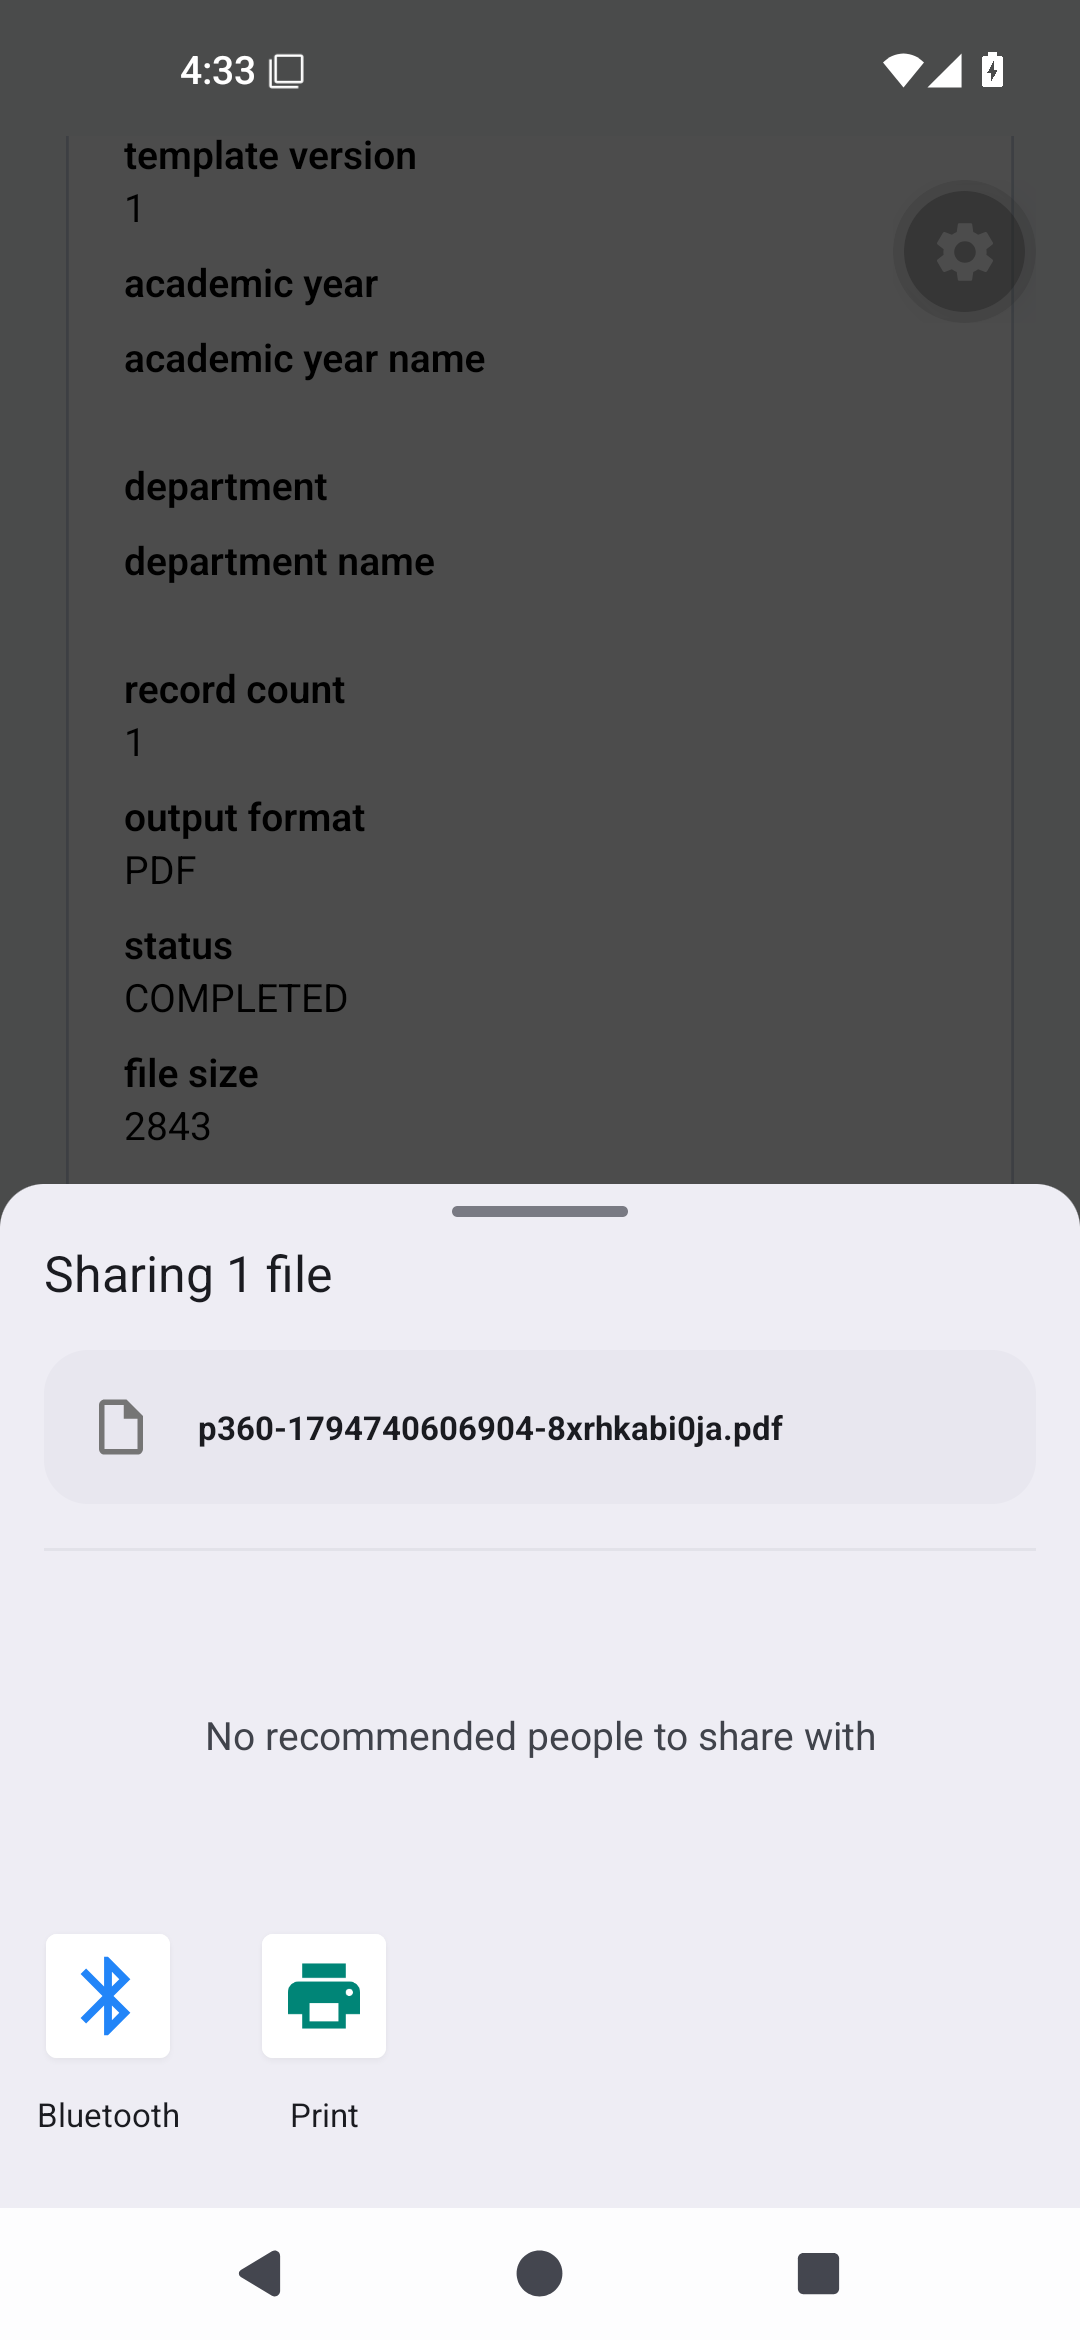 4:33
template version
1
academic year
academic year name
department
department name
record count
1
output format
PDF
status
COMPLETED
file size
2843
Sharing 1 file
p360-1794740606904-8xrhkabi0ja.pdf
No recommended people to share with
Bluetooth
Print